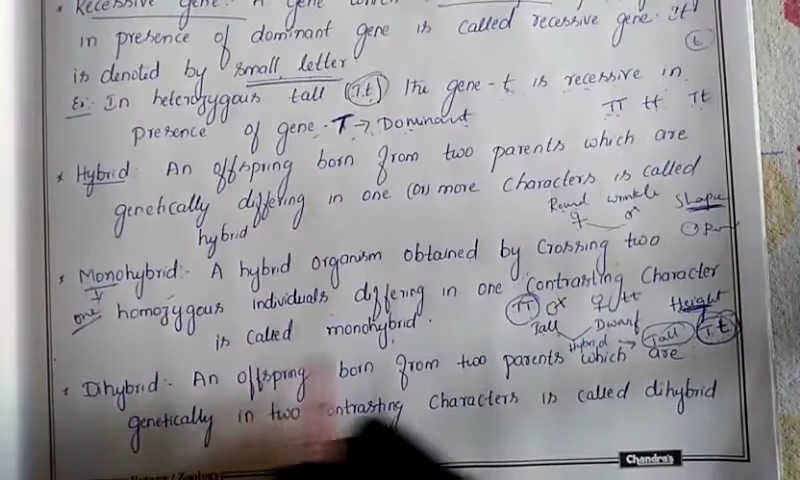 * Recessive gene:- A gene which
in presence of dominant gene is called recessive gene. It
is denoted by small letter
t
Ex:- In heterozygous tall (Tt) The gene - t is recessive in
presence of gene - T → Dominant
TT tt Tt
* Hybrid: An offspring born from two parents which are
genetically differing in one (or) more characters is called
hybrid
Round wrinkle Shape
♀ ♂
* Monohybrid:- A hybrid organism obtained by crossing two
one homozygous individuals differing in one contrasting character
is called monohybrid.
TT ♂ × ♀ tt Height
Tall Dwarf
Hybrid → Tall Tt
* Dihybrid:- An offspring born from two parents which are
genetically in two contrasting characters is called dihybrid
Chandra's